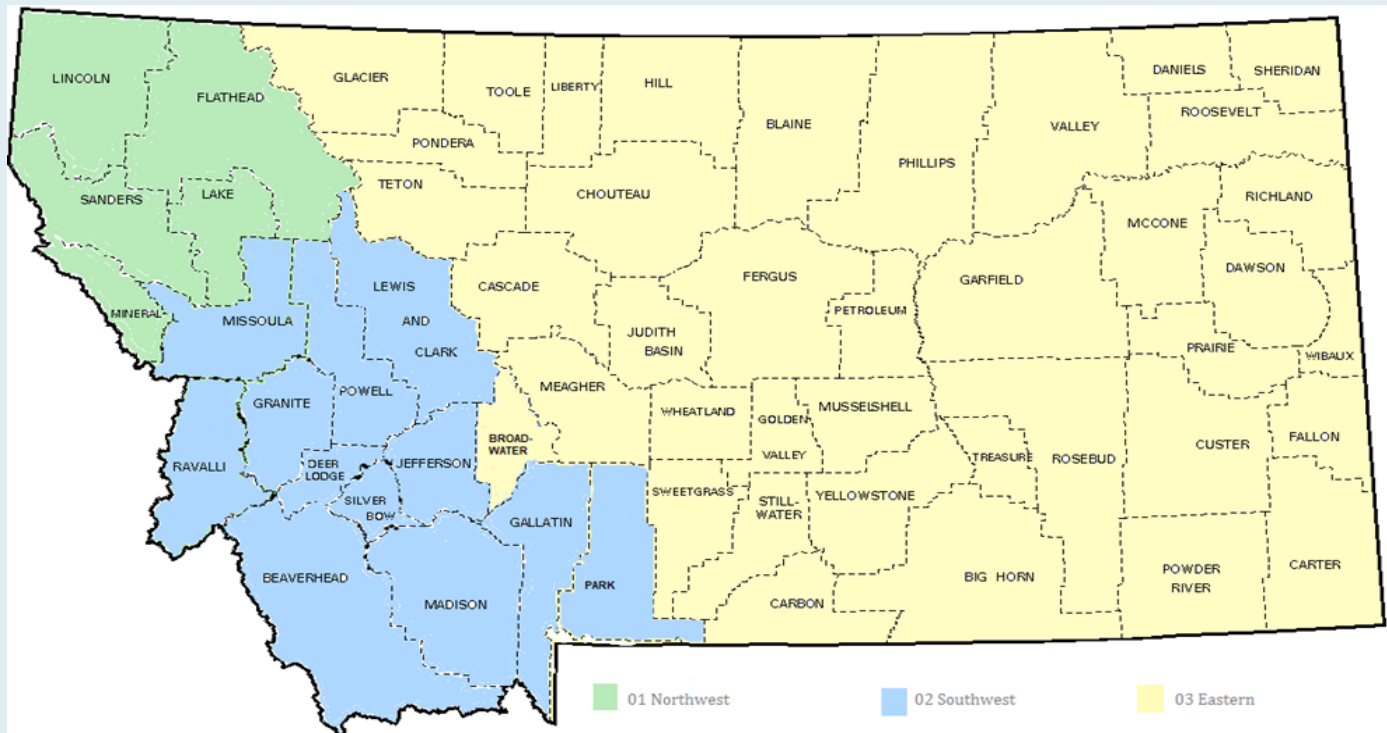 LINCOLN
FLATHEAD
GLACIER
TOOLE
LIBERTY
HILL
BLAINE
PHILLIPS
VALLEY
DANIELS
SHERIDAN
ROOSEVELT
PONDERA
TETON
CHOUTEAU
SANDERS
LAKE
MCCONE
RICHLAND
DAWSON
GARFIELD
FERGUS
PETROLEUM
CASCADE
JUDITH
BASIN
LEWIS
AND
CLARK
MINERAL
MISSOULA
POWELL
GRANITE
MEAGHER
WHEATLAND
GOLDEN
VALLEY
MUSSELSHELL
PRAIRIE
WIBAUX
FALLON
CUSTER
ROSEBUD
TREASURE
BROAD-
WATER
JEFFERSON
DEER
LODGE
RAVALLI
SILVER
BOW
GALLATIN
SWEETGRASS
STILL-
WATER
YELLOWSTONE
BEAVERHEAD
MADISON
PARK
CARBON
BIG HORN
POWDER
RIVER
CARTER
01 Northwest
02 Southwest
03 Eastern